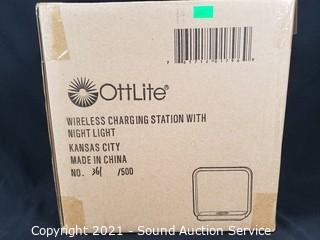 OttLite®
WIRELESS CHARGING STATION WITH
NIGHT LIGHT
KANSAS CITY
MADE IN CHINA
NO. 361 /500
Copyright 2021 - Sound Auction Service